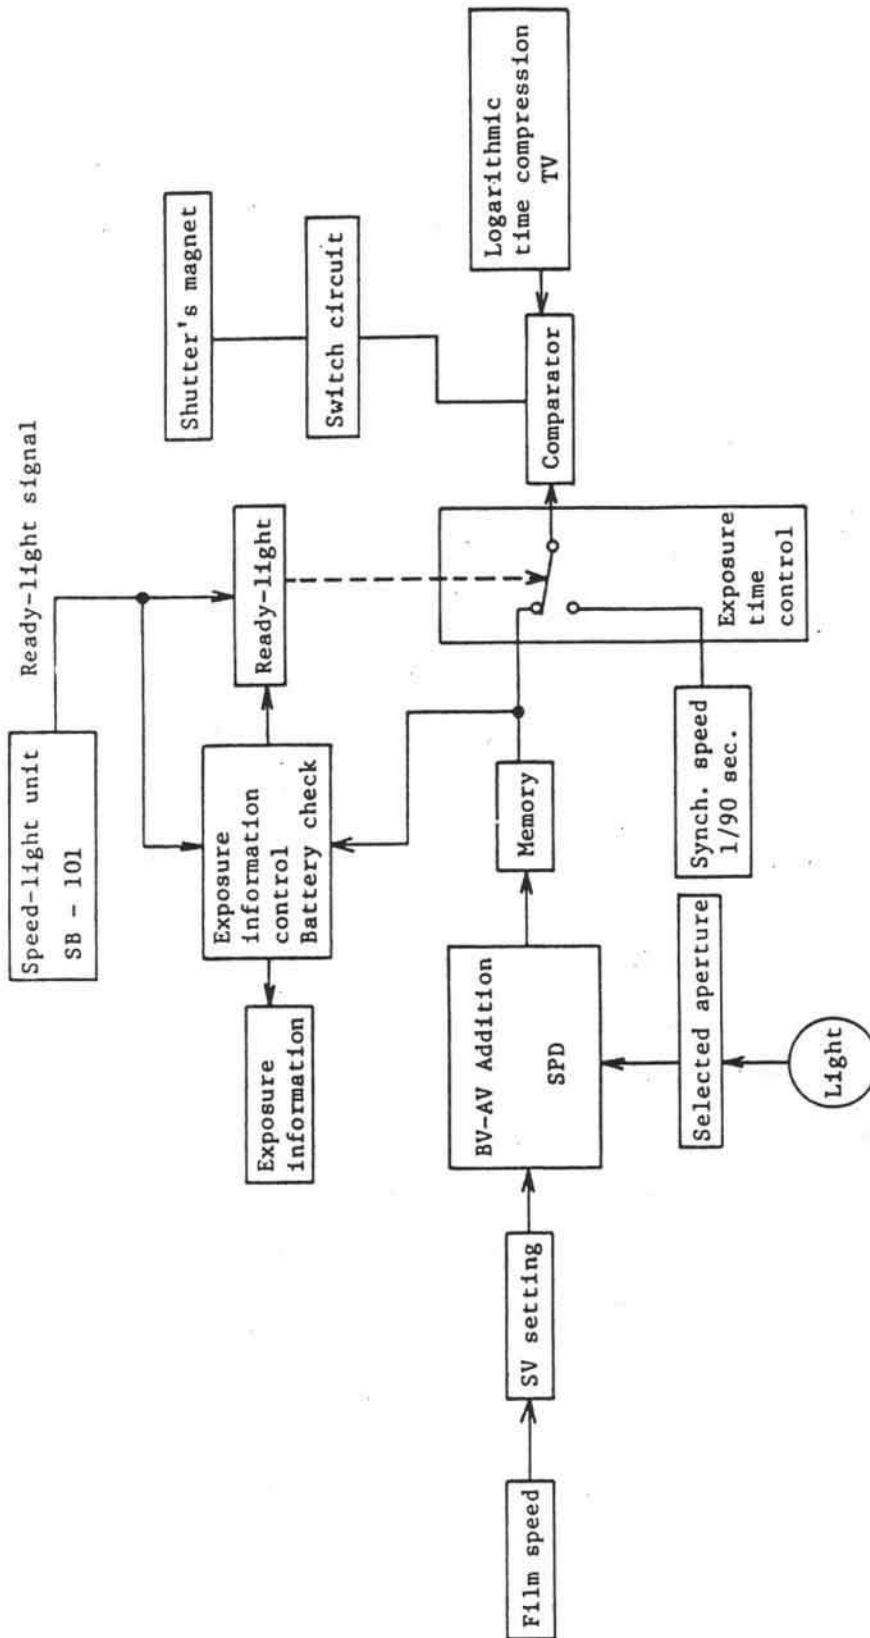 Speed-light unit
SB - 101
Ready-light signal
Shutter's magnet
Switch circuit
Logarithmic
time compression
TV
Comparator
Ready-light
Exposure
information
control
Battery check
Exposure
information
Exposure
time
control
Memory
Synch. speed
1/90 sec.
BV-AV Addition
SPD
Selected aperture
Light
SV setting
Film speed